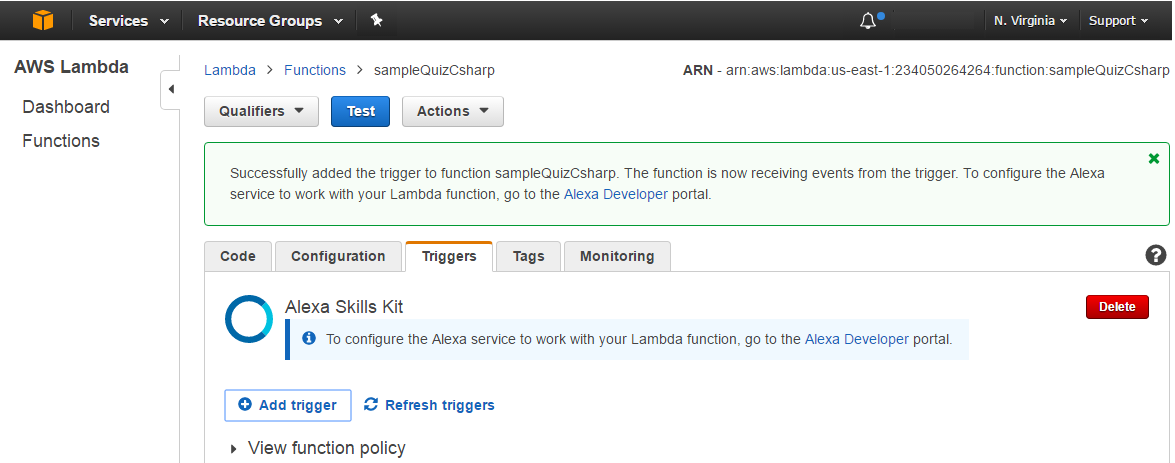 Services Resource Groups N. Virginia Support
AWS Lambda
Dashboard
Functions
Lambda > Functions > sampleQuizCsharp ARN - arn:aws:lambda:us-east-1:234050264264:function:sampleQuizCsharp
Qualifiers Test Actions
Successfully added the trigger to function sampleQuizCsharp. The function is now receiving events from the trigger. To configure the Alexa
service to work with your Lambda function, go to the Alexa Developer portal.
Code Configuration Triggers Tags Monitoring
Alexa Skills Kit Delete
To configure the Alexa service to work with your Lambda function, go to the Alexa Developer portal.
Add trigger Refresh triggers
View function policy